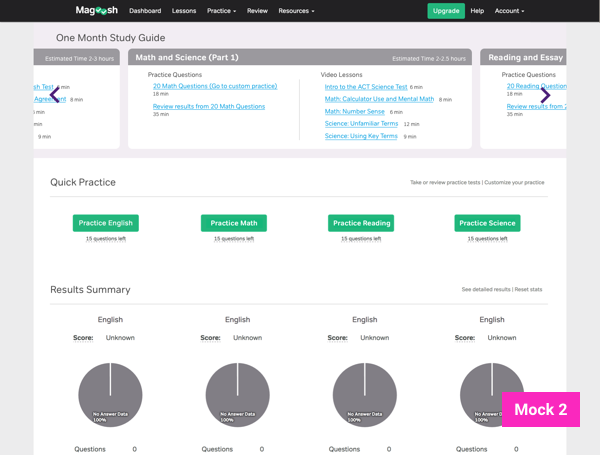 Magoosh Dashboard Lessons Practice Review Resources Upgrade Help Account
One Month Study Guide
Estimated Time 2-3 hours
Math and Science (Part 1) Estimated Time 2-2.5 hours
Reading and Essay
Practice Questions
20 Math Questions (Go to custom practice)
18 min
Review results from 20 Math Questions
35 min
Video Lessons
Intro to the ACT Science Test 6 min
Math: Calculator Use and Mental Math 8 min
Math: Number Sense 6 min
Science: Unfamiliar Terms 12 min
Science: Using Key Terms 9 min
Test 6 min
8 min
min
min
9 min
Practice Questions
20 Reading Question
18 min
Review results from 2
35 min
Quick Practice
Take or review practice tests | Customize your practice
Practice English
15 questions left
Practice Math
15 questions left
Practice Reading
15 questions left
Practice Science
15 questions left
Results Summary
See detailed results | Reset stats
English English English English
Score: Unknown Score: Unknown Score: Unknown Score: Unknown
No Answer Data
100%
No Answer Data
100%
No Answer Data
100%
No Answer Data
100%
Questions 0 Questions 0 Questions 0 Questions 0
Mock 2